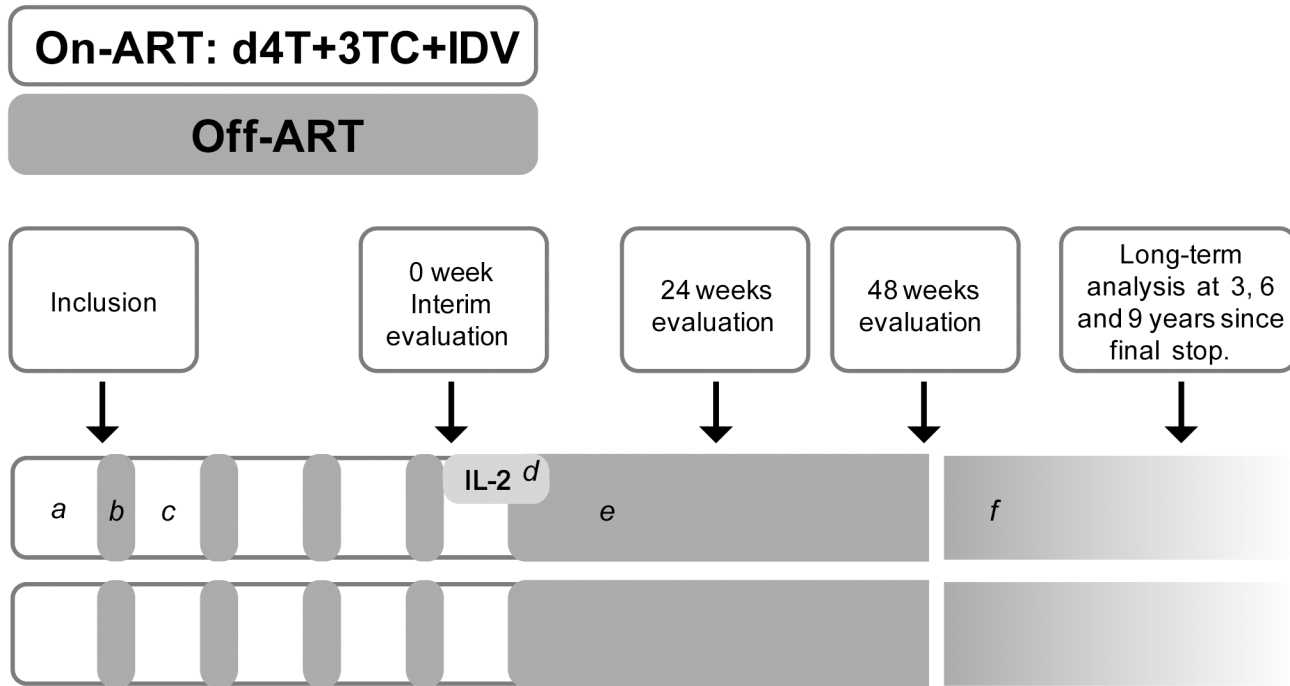 On-ART: d4T+3TC+IDV
Off-ART
Inclusion
0 week
Interim
evaluation
24 weeks
evaluation
48 weeks
evaluation
Long-term
analysis at 3, 6
and 9 years since
final stop.
a
b
c
IL-2
d
e
f